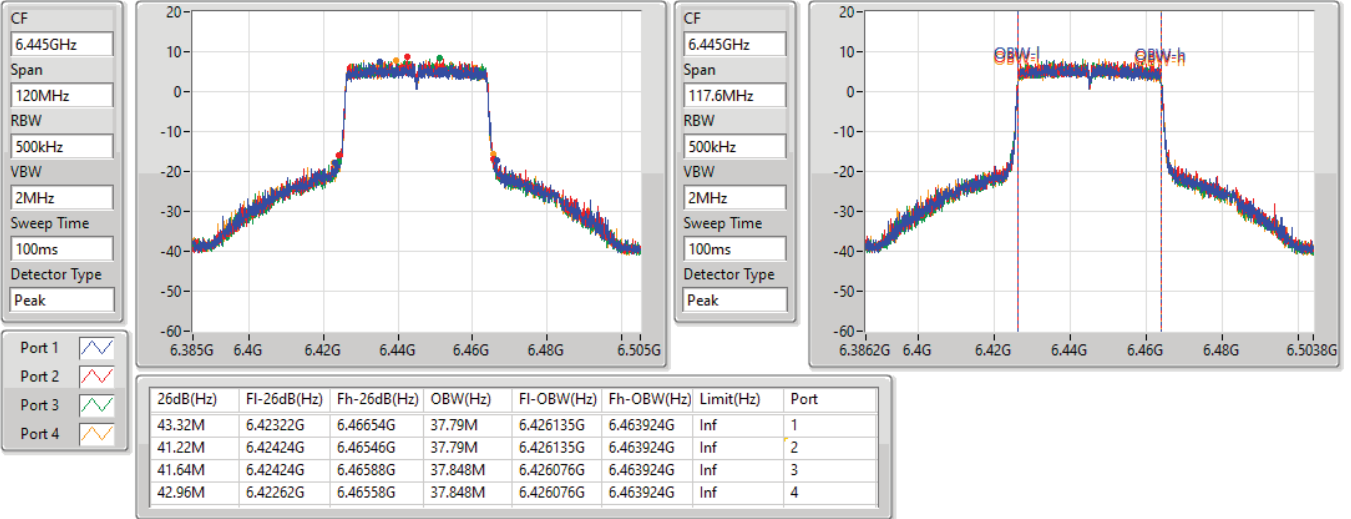 CF
6.445GHz
Span
120MHz
RBW
500kHz
VBW
2MHz
Sweep Time
100ms
Detector Type
Peak
20
10
0
-10
-20
-30
-40
-50
-60
6.385G 6.4G 6.42G 6.44G 6.46G 6.48G 6.505G
CF
6.445GHz
Span
117.6MHz
RBW
500kHz
VBW
2MHz
Sweep Time
100ms
Detector Type
Peak
20
10
0
-10
-20
-30
-40
-50
-60
OBW-l OBW-h
6.3862G 6.4G 6.42G 6.44G 6.46G 6.48G 6.5038G
Port 1
Port 2
Port 3
Port 4
26dB(Hz) Fl-26dB(Hz) Fh-26dB(Hz) OBW(Hz) Fl-OBW(Hz) Fh-OBW(Hz) Limit(Hz) Port
43.32M 6.42322G 6.46654G 37.79M 6.426135G 6.463924G Inf 1
41.22M 6.42424G 6.46546G 37.79M 6.426135G 6.463924G Inf 2
41.64M 6.42424G 6.46588G 37.848M 6.426076G 6.463924G Inf 3
42.96M 6.42262G 6.46558G 37.848M 6.426076G 6.463924G Inf 4